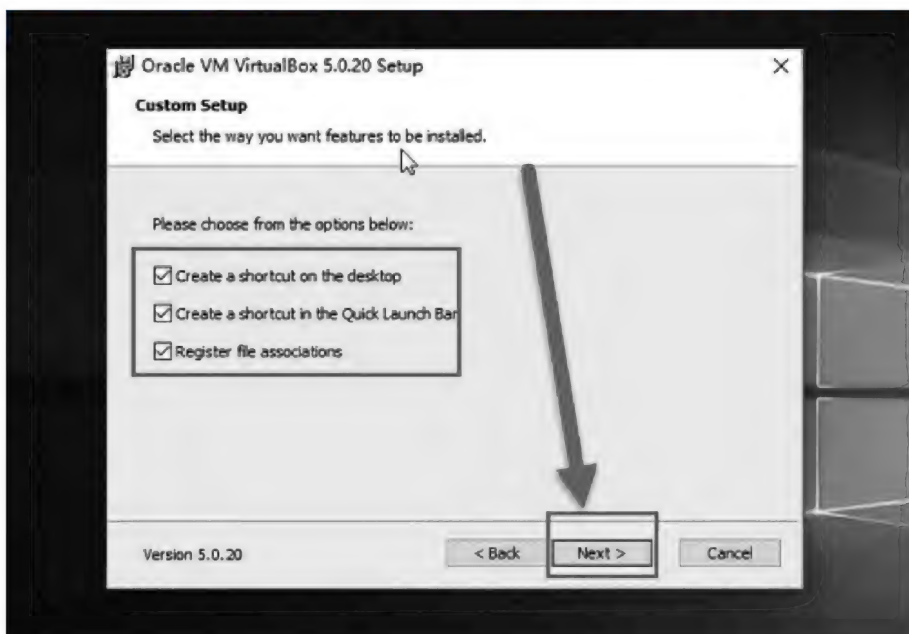 Oracle VM VirtualBox 5.0.20 Setup
Custom Setup
Select the way you want features to be installed.
Please choose from the options below:
Create a shortcut on the desktop
Create a shortcut in the Quick Launch Bar
Register file associations
Version 5.0.20
< Back
Next >
Cancel